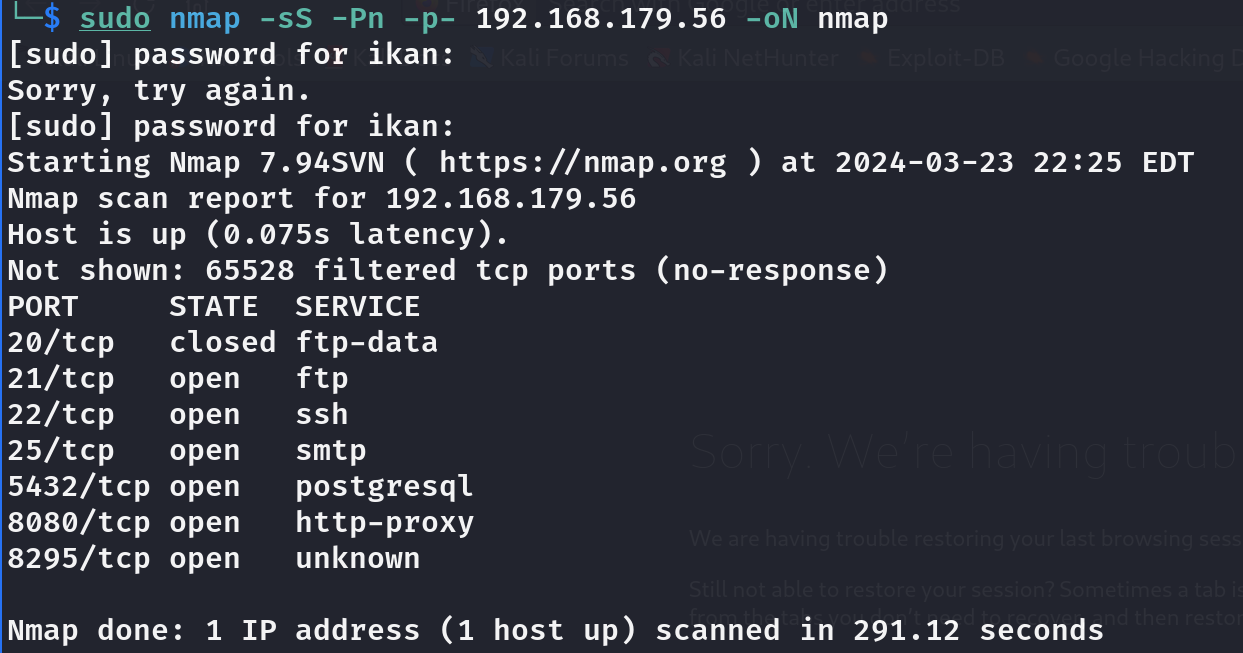 └─$ sudo nmap -sS -Pn -p- 192.168.179.56 -oN nmap
[sudo] password for ikan:
Kali Forums Kali NetHunter Exploit-DB Google Hacking D
Sorry, try again.
[sudo] password for ikan:
Starting Nmap 7.94SVN ( https://nmap.org ) at 2024-03-23 22:25 EDT
Nmap scan report for 192.168.179.56
Host is up (0.075s latency).
Not shown: 65528 filtered tcp ports (no-response)
PORT     STATE  SERVICE
20/tcp   closed ftp-data
21/tcp   open   ftp
22/tcp   open   ssh
25/tcp   open   smtp
Sorry. We're having troub
5432/tcp open   postgresql
8080/tcp open   http-proxy
We are having trouble restoring your last browsing sess
8295/tcp open   unknown
Still not able to restore your session? Sometimes a tab is
from the tabs you don't need to recover, and then restor
Nmap done: 1 IP address (1 host up) scanned in 291.12 seconds